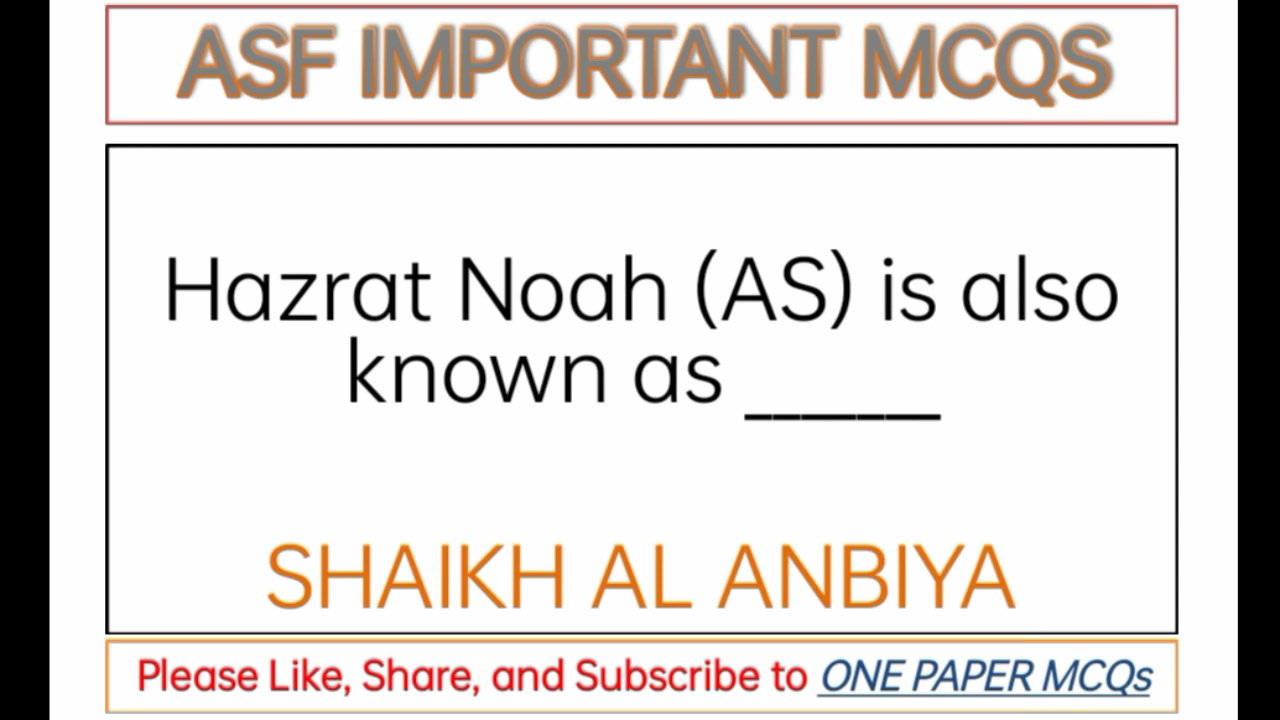 ASF IMPORTANT MCQS
Hazrat Noah (AS) is also
known as ______
SHAIKH AL ANBIYA
Please Like, Share, and Subscribe to ONE PAPER MCQs